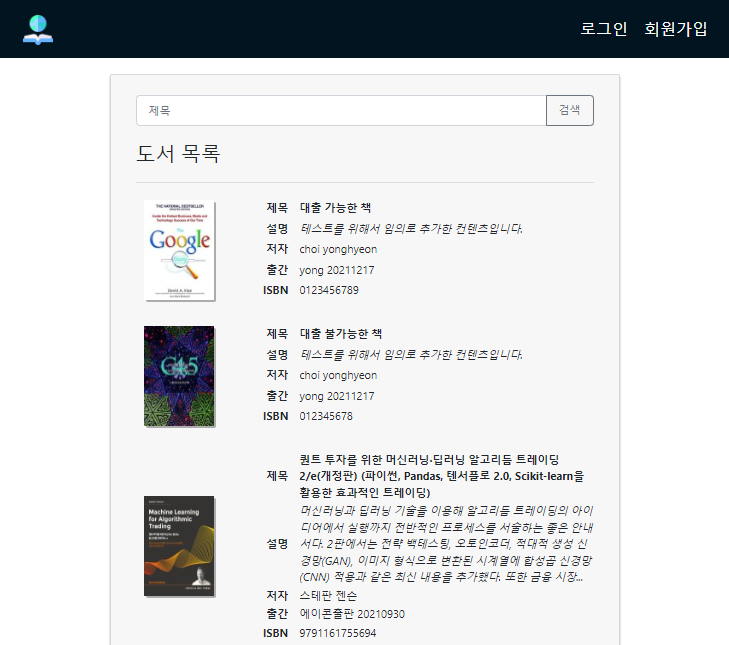 로그인 회원가입
제목 검색
도서 목록
THE NATIONAL BESTSELLER
Inside the Hottest Business, Media and
Technology Success of Our Time
The
Google
Story
David A. Vise
제목 대출 가능한 책
설명 테스트를 위해서 임의로 추가한 컨텐츠입니다.
저자 choi yonghyeon
출간 yong 20211217
ISBN 0123456789
제목 대출 불가능한 책
설명 테스트를 위해서 임의로 추가한 컨텐츠입니다.
저자 choi yonghyeon
출간 yong 20211217
ISBN 012345678
Machine Learning
for Algorithmic
Trading
제목 퀀트 투자를 위한 머신러닝·딥러닝 알고리듬 트레이딩
2/e(개정판) (파이썬, Pandas, 텐서플로 2.0, Scikit-learn을
활용한 효과적인 트레이딩)
설명 머신러닝과 딥러닝 기술을 이용해 알고리듬 트레이딩의 아이
디어에서 실행까지 전반적인 프로세스를 서술하는 좋은 안내
서다. 2판에서는 전략 백테스팅, 오토인코더, 적대적 생성 신
경망(GAN), 이미지 형식으로 변환된 시계열에 합성곱 신경망
(CNN) 적용과 같은 최신 내용을 추가했다. 또한 금융 시장...
저자 스테판 젠슨
출간 에이콘출판 20210930
ISBN 9791161755694